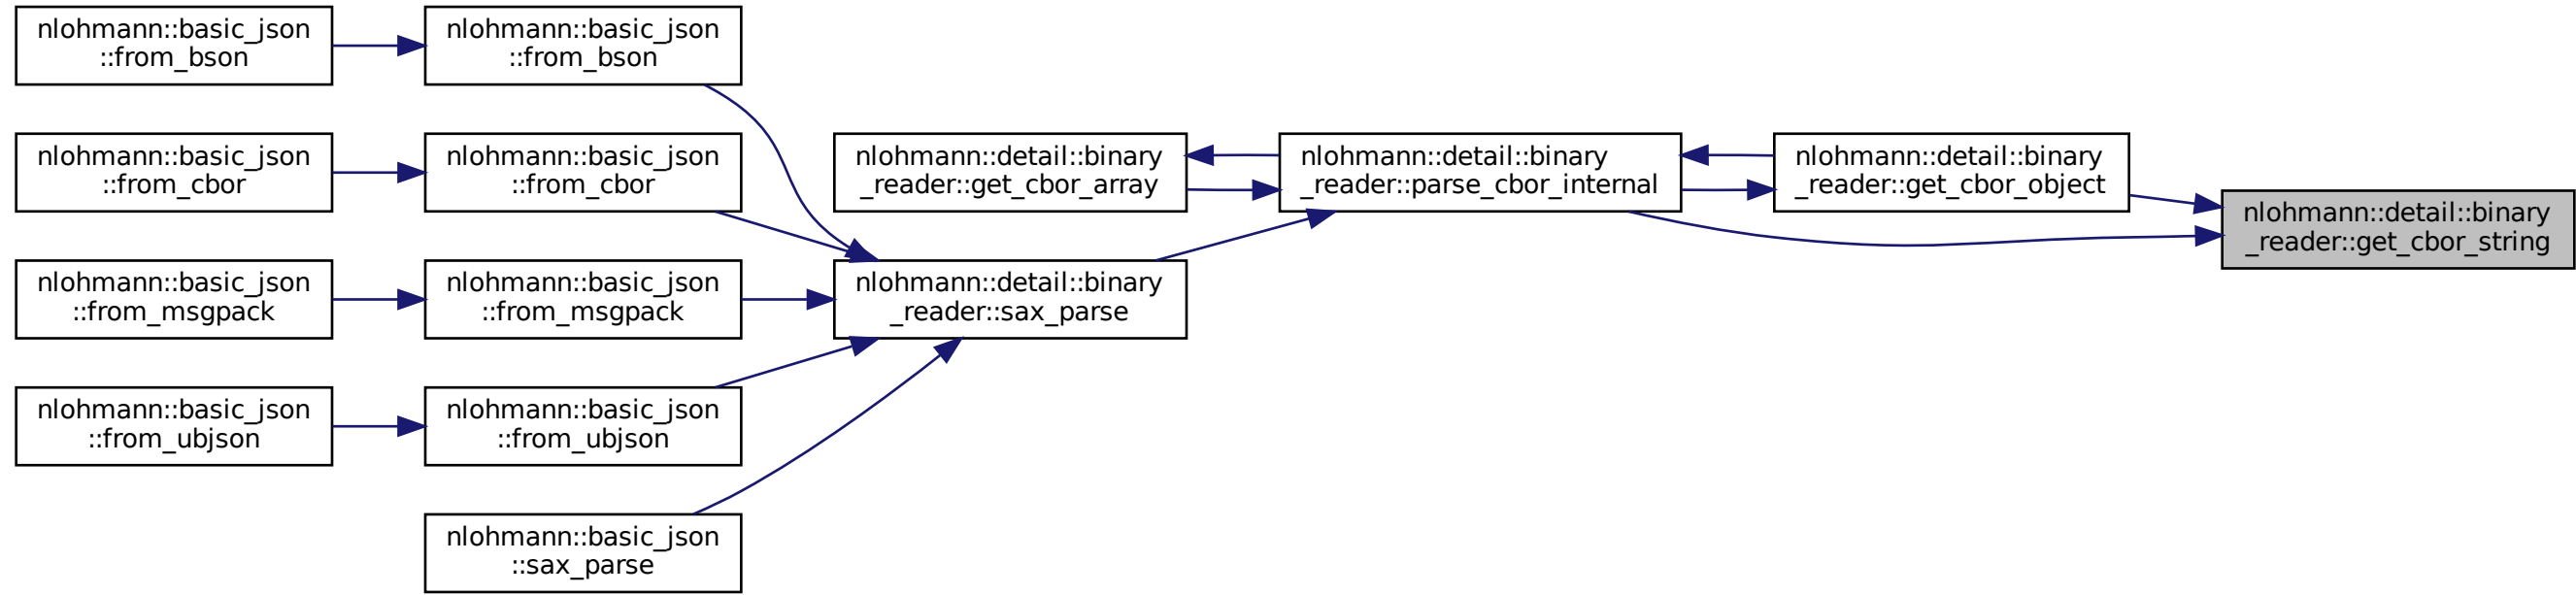 nlohmann::basic_json
::from_bson
nlohmann::basic_json
::from_bson
nlohmann::basic_json
::from_cbor
nlohmann::basic_json
::from_cbor
nlohmann::detail::binary
_reader::get_cbor_array
nlohmann::detail::binary
_reader::parse_cbor_internal
nlohmann::detail::binary
_reader::get_cbor_object
nlohmann::detail::binary
_reader::get_cbor_string
nlohmann::basic_json
::from_msgpack
nlohmann::basic_json
::from_msgpack
nlohmann::detail::binary
_reader::sax_parse
nlohmann::basic_json
::from_ubjson
nlohmann::basic_json
::from_ubjson
nlohmann::basic_json
::sax_parse